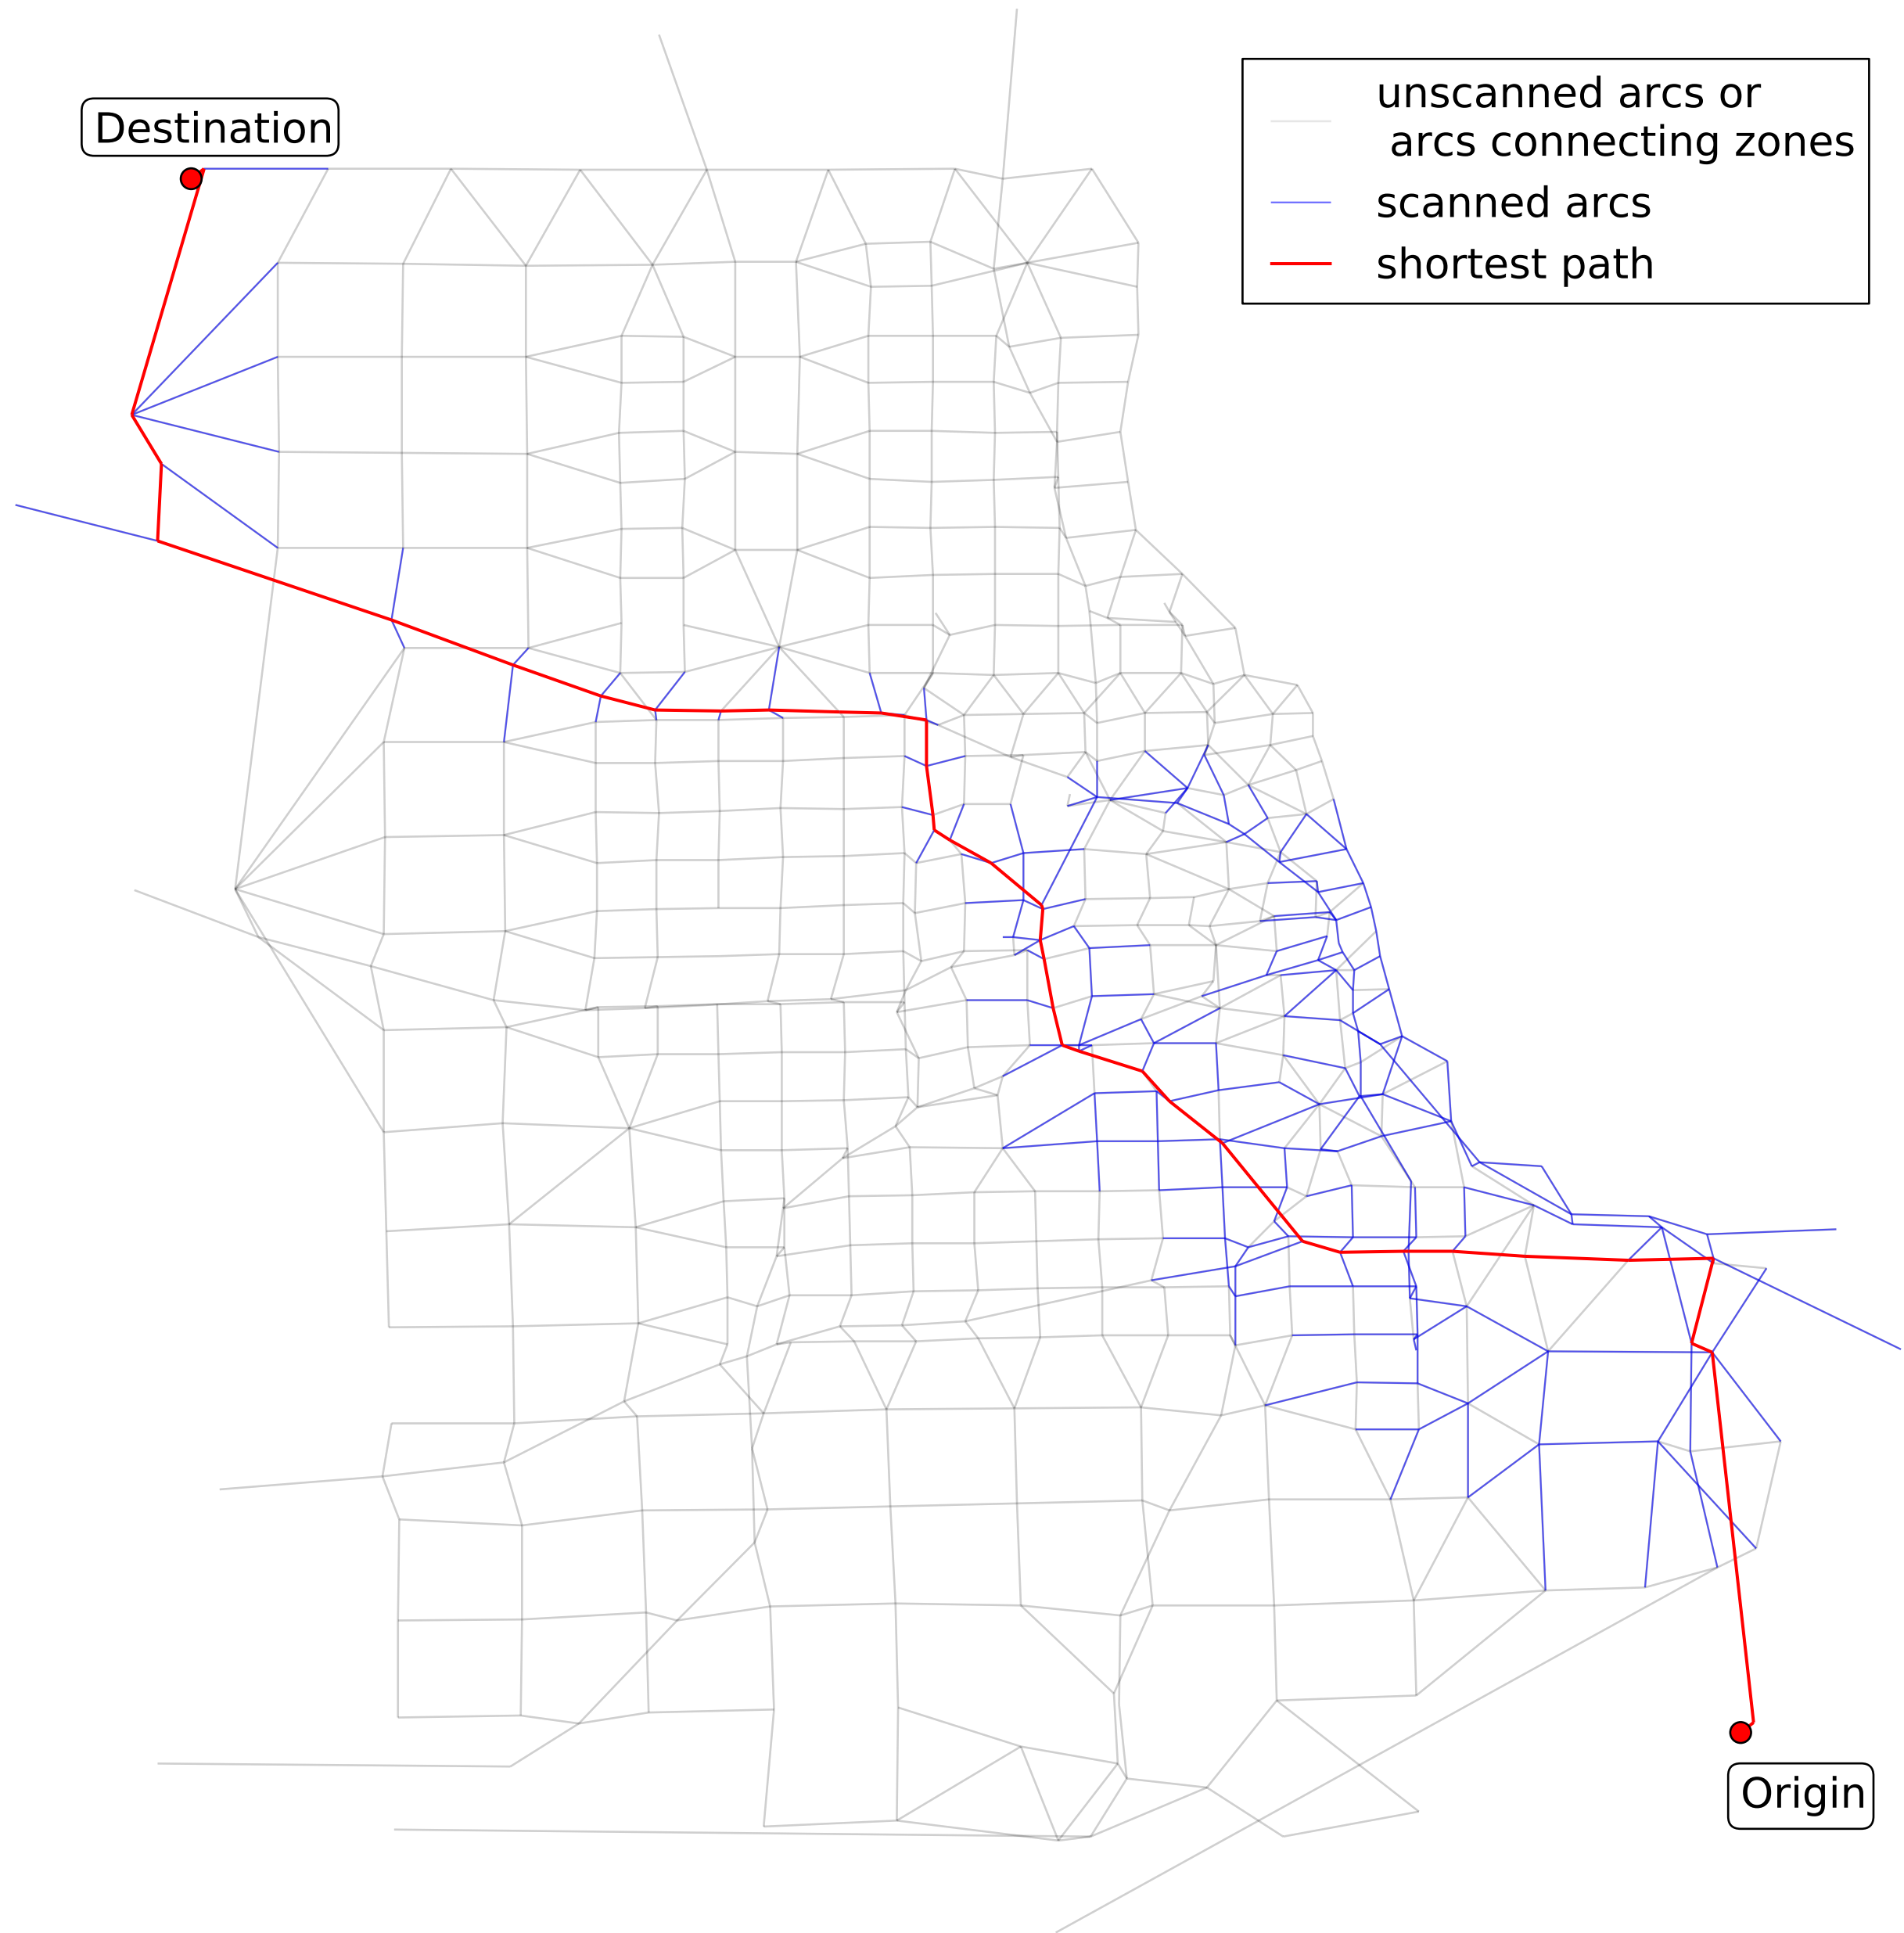 Destination
unscanned arcs or
arcs connecting zones
scanned arcs
shortest path
Origin